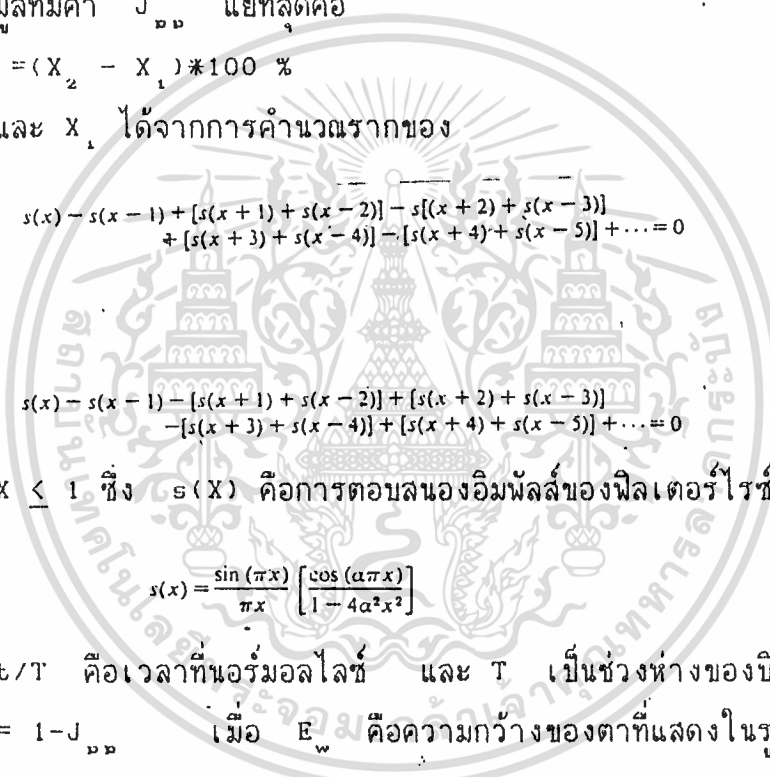 มูลที่มีค่า J_pp แย่ที่สุดคือ
=(X_2 - X_1)*100 %
และ X_1 ได้จากการคำนวณรากของ
s(x) − s(x − 1) + [s(x + 1) + s(x − 2)] − s[(x + 2) + s(x − 3)]
+ [s(x + 3) + s(x − 4)] − [s(x + 4) + s(x − 5)] + ... = 0
s(x) − s(x − 1) − [s(x + 1) + s(x − 2)] + [s(x + 2) + s(x − 3)]
−[s(x + 3) + s(x − 4)] + [s(x + 4) + s(x − 5)] + ... = 0
X ≤ 1 ซึ่ง s(X) คือการตอบสนองอิมพัลส์ของฟิลเตอร์ไรซ์
s(x) = sin (πx) / πx [cos (απx) / 1 − 4α²x²]
t/T คือเวลาที่นอร์มอลไลซ์ และ T เป็นช่วงห่างของบิ
= 1-J_pp เมื่อ E_w คือความกว้างของตาที่แสดงในรู